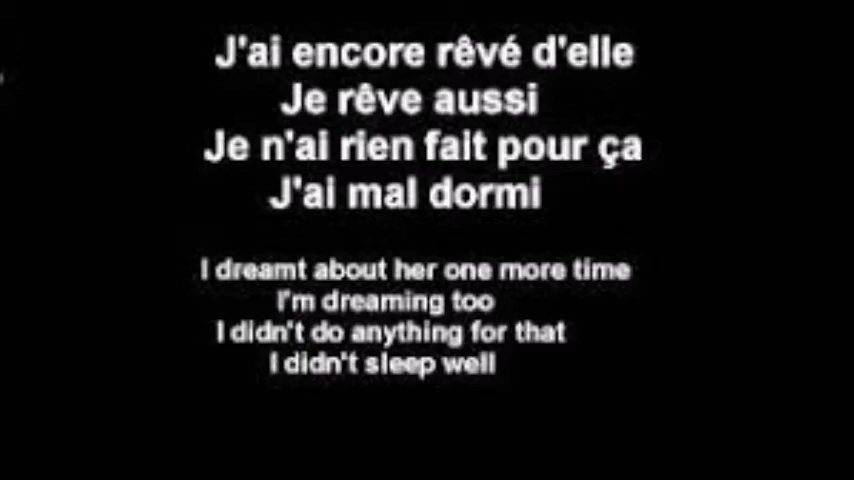 J'ai encore rêvé d'elle
Je rêve aussi
Je n'ai rien fait pour ça
J'ai mal dormi
I dreamt about her one more time
I'm dreaming too
I didn't do anything for that
I didn't sleep well